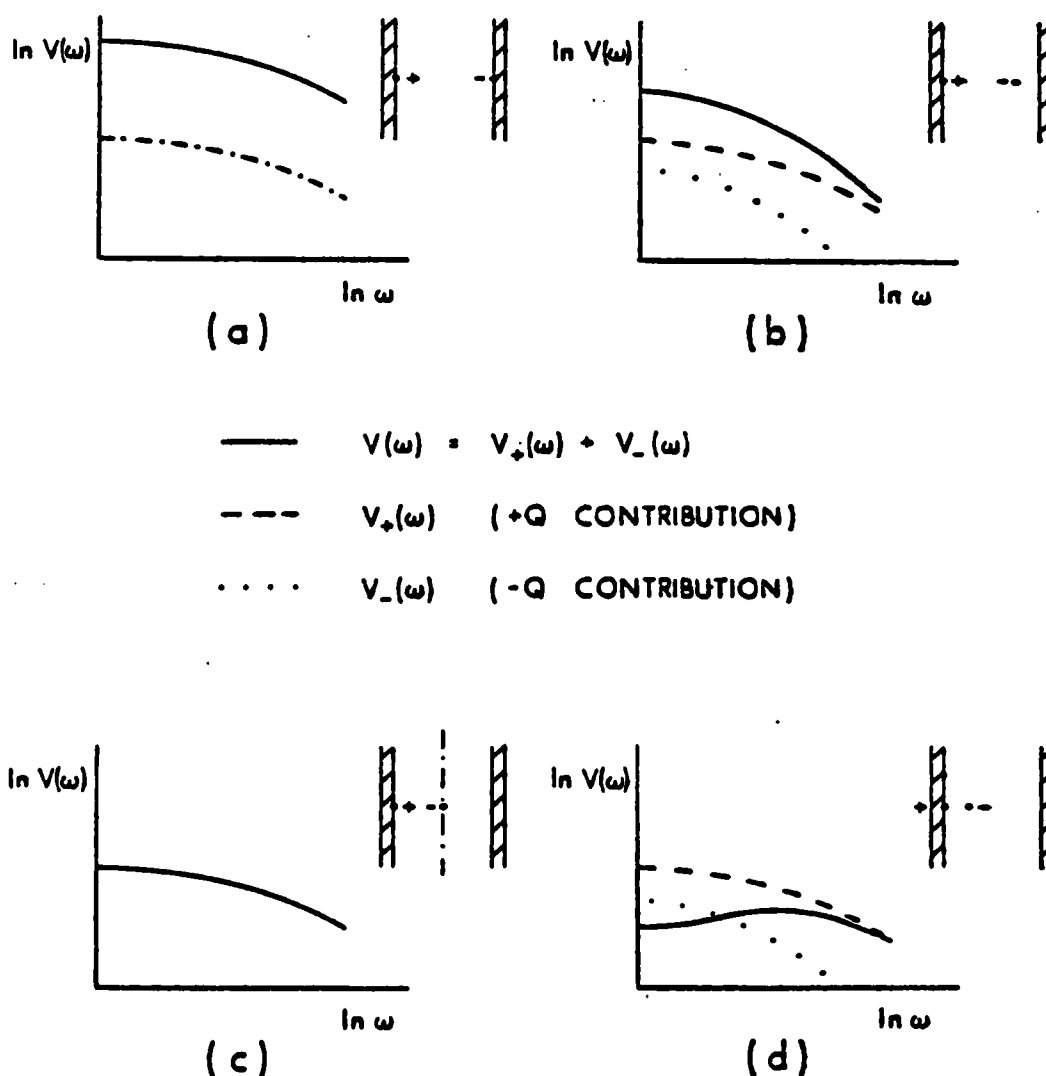 ln V(ω)
ln ω
(a)
ln V(ω)
ln ω
(b)
V(ω) = V₊(ω) + V₋(ω)
V₊(ω) (+Q CONTRIBUTION)
V₋(ω) (-Q CONTRIBUTION)
ln V(ω)
ln ω
(c)
ln V(ω)
ln ω
(d)